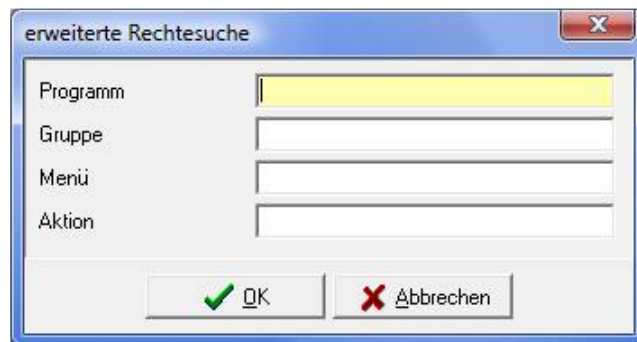 erweiterte Rechtesuche
Programm
Gruppe
Menü
Aktion
OK Abbrechen